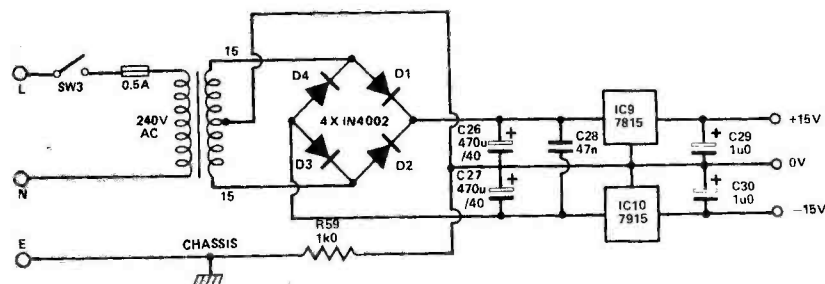 15
L
SW3
0.5A
240V
AC
15
N
E
CHASSIS
R59
1k0
D4
D1
4 X IN4002
D3
D2
C26
470u
/40
+
C27
470u
/40
+
C28
47n
IC9
7815
IC10
7915
+
C29
1u0
+
C30
1u0
+15V
0V
−15V